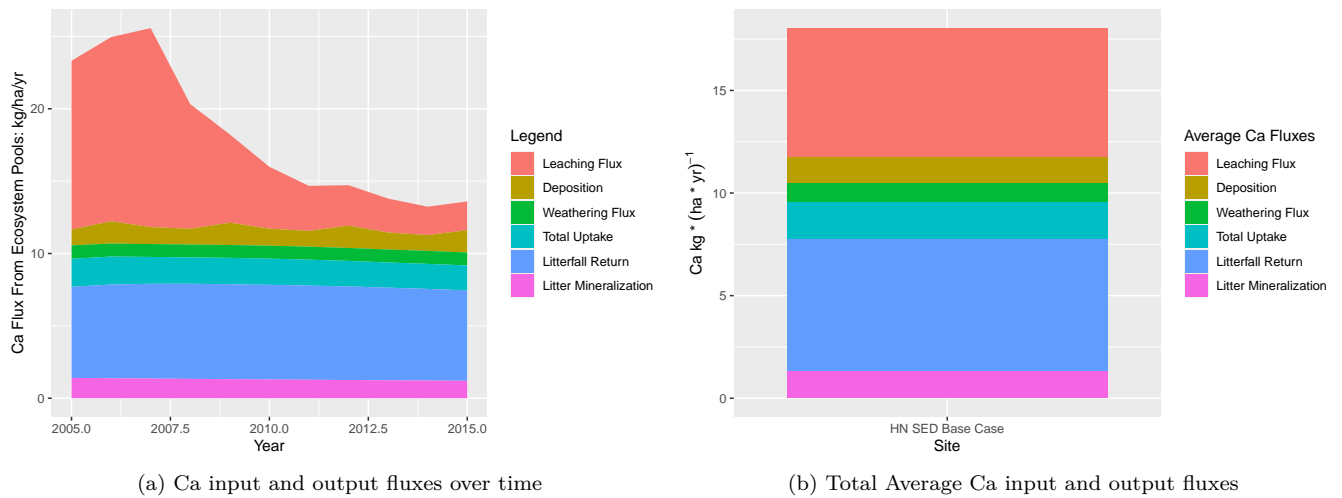 Ca Flux From Ecosystem Pools: kg/ha/yr
20
10
0
2005.0 2007.5 2010.0 2012.5 2015.0
Year
Legend
Leaching Flux
Deposition
Weathering Flux
Total Uptake
Litterfall Return
Litter Mineralization
(a) Ca input and output fluxes over time
Ca kg * (ha * yr)⁻¹
15
10
5
0
HN SED Base Case
Site
Average Ca Fluxes
Leaching Flux
Deposition
Weathering Flux
Total Uptake
Litterfall Return
Litter Mineralization
(b) Total Average Ca input and output fluxes